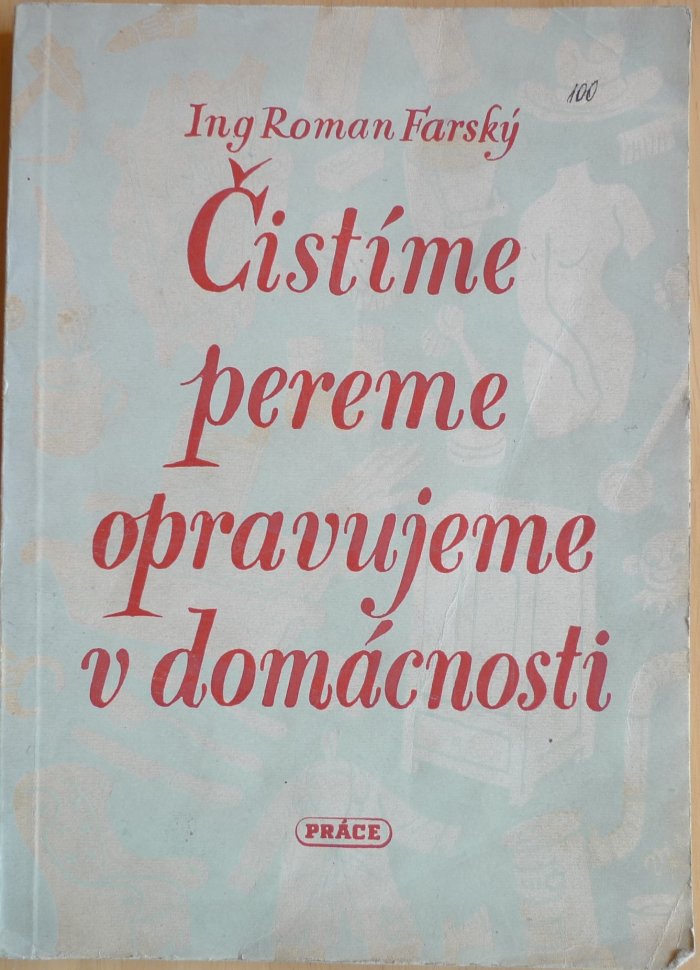 100
Ing Roman Farský
Čistíme
pereme
opravujeme
v domácnosti
PRÁCE